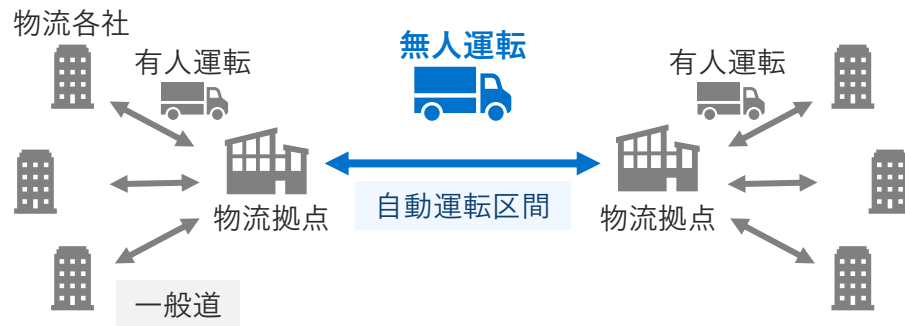 物流各社
有人運転
無人運転
有人運転
自動運転区間
物流拠点
物流拠点
一般道